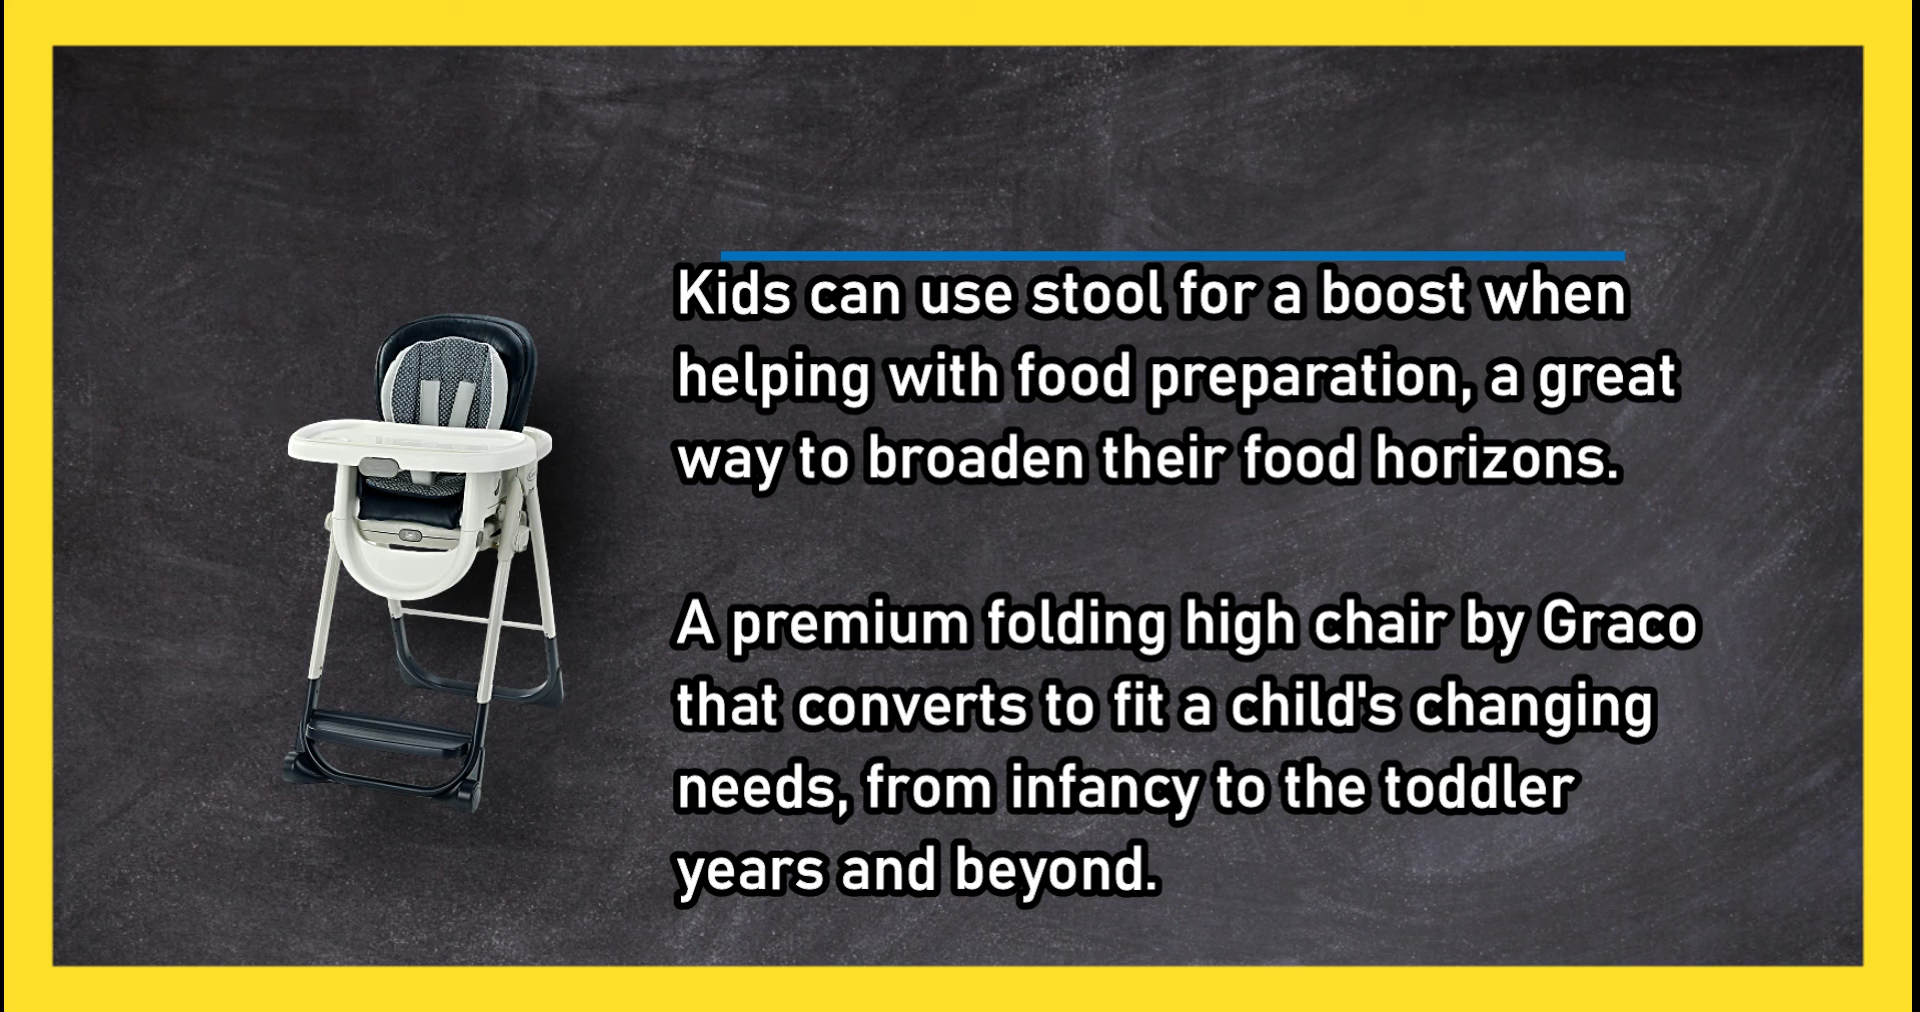 Kids can use stool for a boost when
helping with food preparation, a great
way to broaden their food horizons.
A premium folding high chair by Graco
that converts to fit a child's changing
needs, from infancy to the toddler
years and beyond.